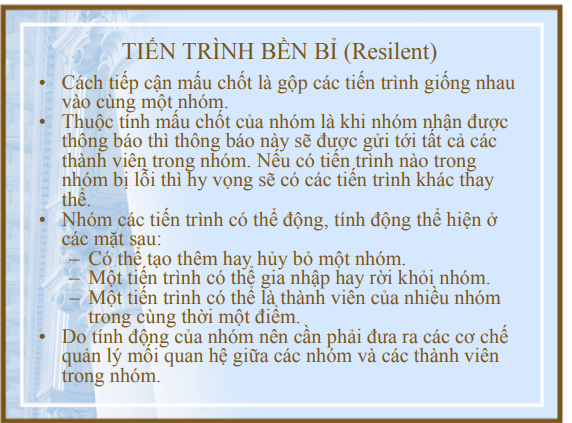 TIẾN TRÌNH BỀN BỈ (Resilent)
• Cách tiếp cận mấu chốt là gộp các tiến trình giống nhau
vào cùng một nhóm.
• Thuộc tính mấu chốt của nhóm là khi nhóm nhận được
thông báo thì thông báo này sẽ được gửi tới tất cả các
thành viên trong nhóm. Nếu có tiến trình nào trong
nhóm bị lỗi thì hy vọng sẽ có các tiến trình khác thay
thế.
• Nhóm các tiến trình có thể động, tính động thể hiện ở
các mặt sau:
– Có thể tạo thêm hay hủy bỏ một nhóm.
– Một tiến trình có thể gia nhập hay rời khỏi nhóm.
– Một tiến trình có thể là thành viên của nhiều nhóm
trong cùng thời một điểm.
• Do tính động của nhóm nên cần phải đưa ra các cơ chế
quản lý mối quan hệ giữa các nhóm và các thành viên
trong nhóm.